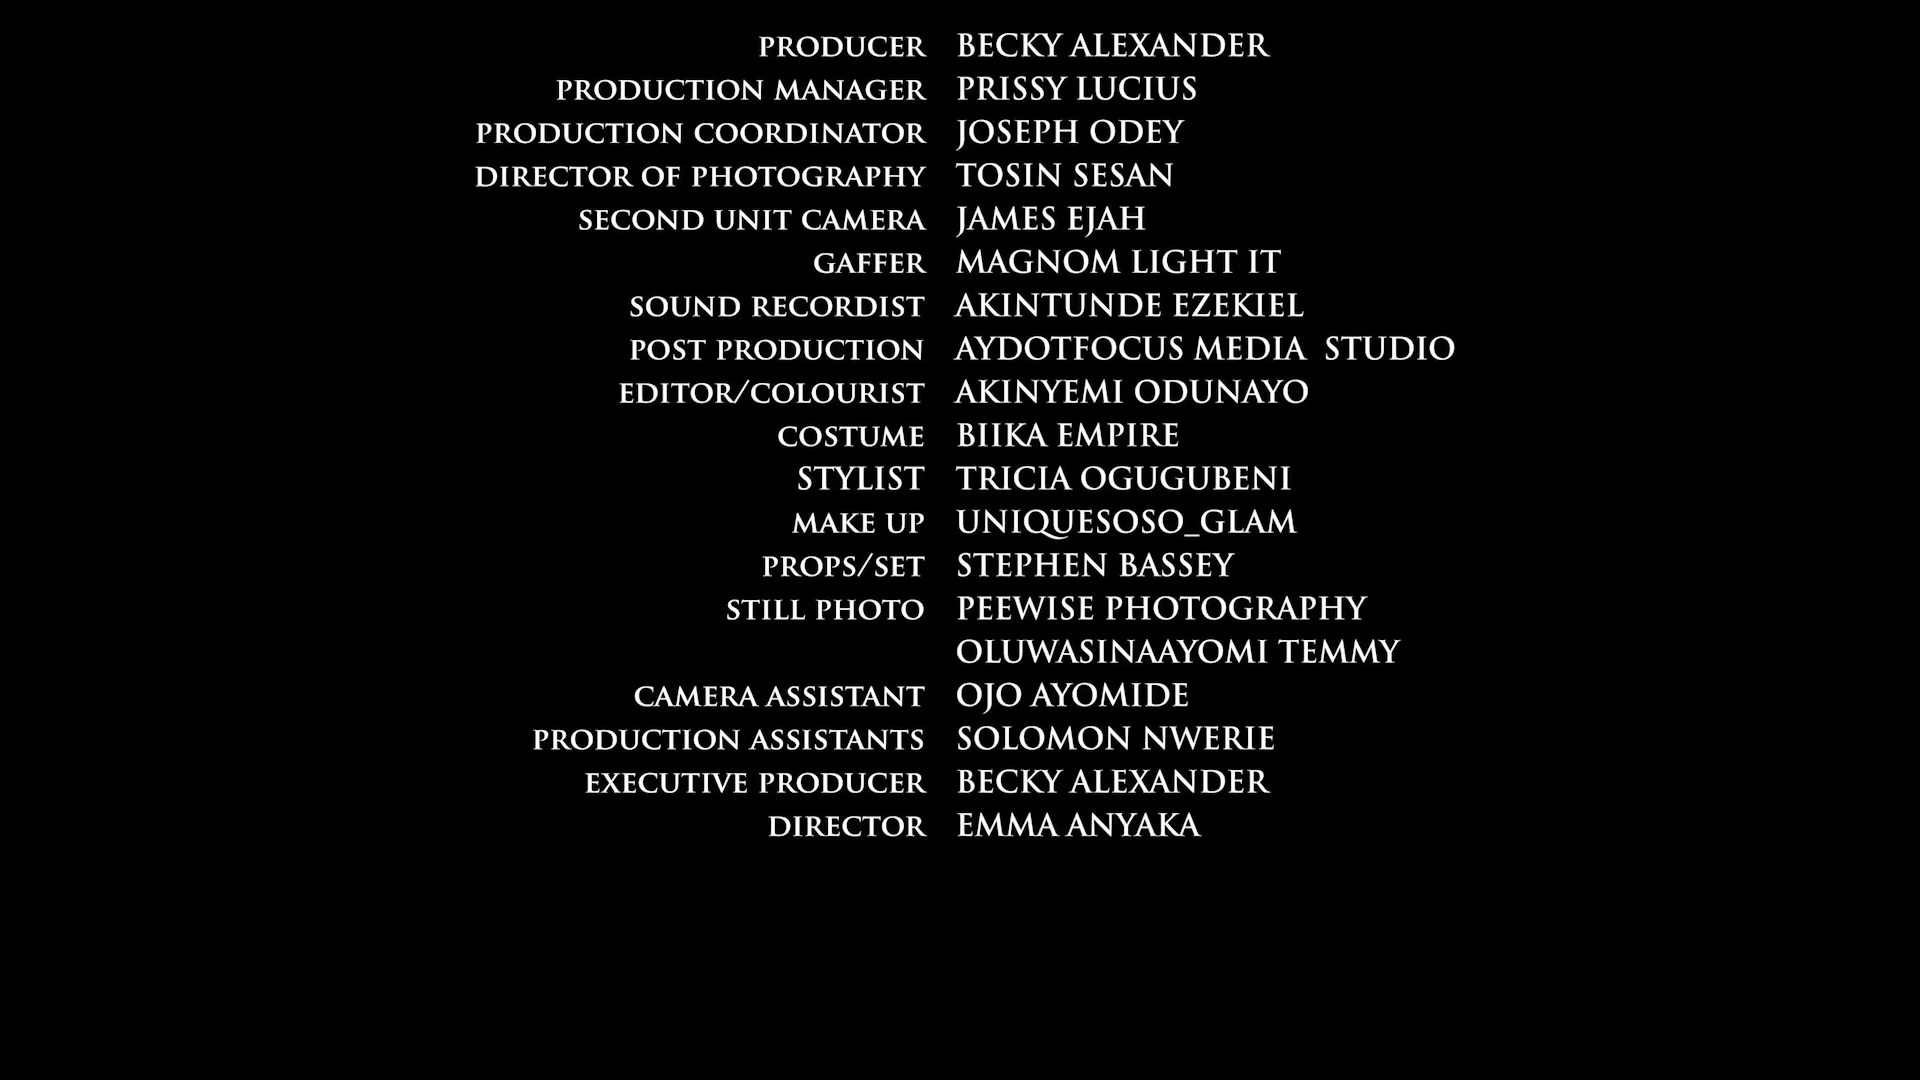 PRODUCER BECKY ALEXANDER
PRODUCTION MANAGER PRISSY LUCIUS
PRODUCTION COORDINATOR JOSEPH ODEY
DIRECTOR OF PHOTOGRAPHY TOSIN SESAN
SECOND UNIT CAMERA JAMES EJAH
GAFFER MAGNOM LIGHT IT
SOUND RECORDIST AKINTUNDE EZEKIEL
POST PRODUCTION AYDOTFOCUS MEDIA STUDIO
EDITOR/COLOURIST AKINYEMI ODUNAYO
COSTUME BIIKA EMPIRE
STYLIST TRICIA OGUGUBENI
MAKE UP UNIQUESOSO_GLAM
PROPS/SET STEPHEN BASSEY
STILL PHOTO PEEWISE PHOTOGRAPHY
OLUWASINAAYOMI TEMMY
CAMERA ASSISTANT OJO AYOMIDE
PRODUCTION ASSISTANTS SOLOMON NWERIE
EXECUTIVE PRODUCER BECKY ALEXANDER
DIRECTOR EMMA ANYAKA